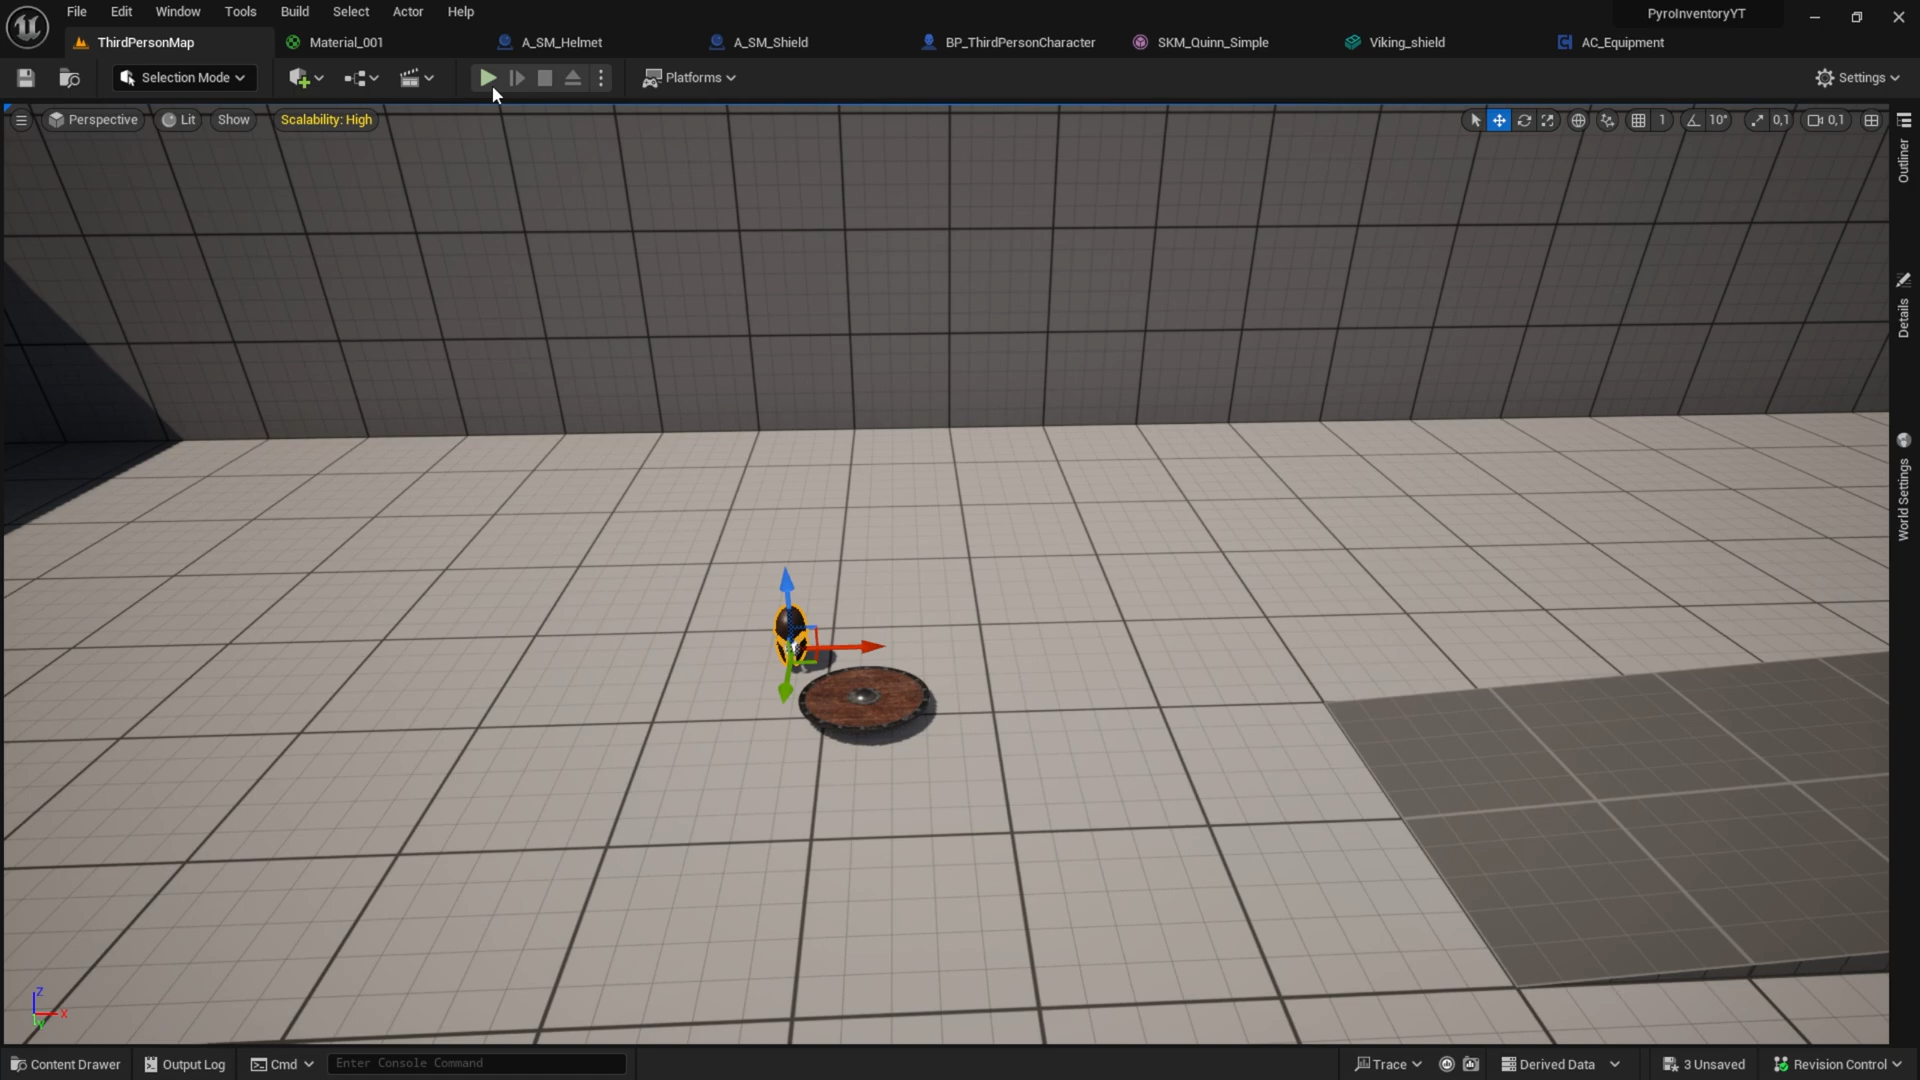 File Edit Window Tools Build Select Actor Help
PyroInventoryYT
ThirdPersonMap Material_001 A_SM_Helmet A_SM_Shield BP_ThirdPersonCharacter SKM_Quinn_Simple Viking_shield AC_Equipment
Selection Mode Platforms Settings
Perspective Lit Show Scalability: High 1 10° 0,1 0,1
Outliner
Details
World Settings
Z
X
Content Drawer Output Log Cmd Enter Console Command Trace Derived Data 3 Unsaved Revision Control